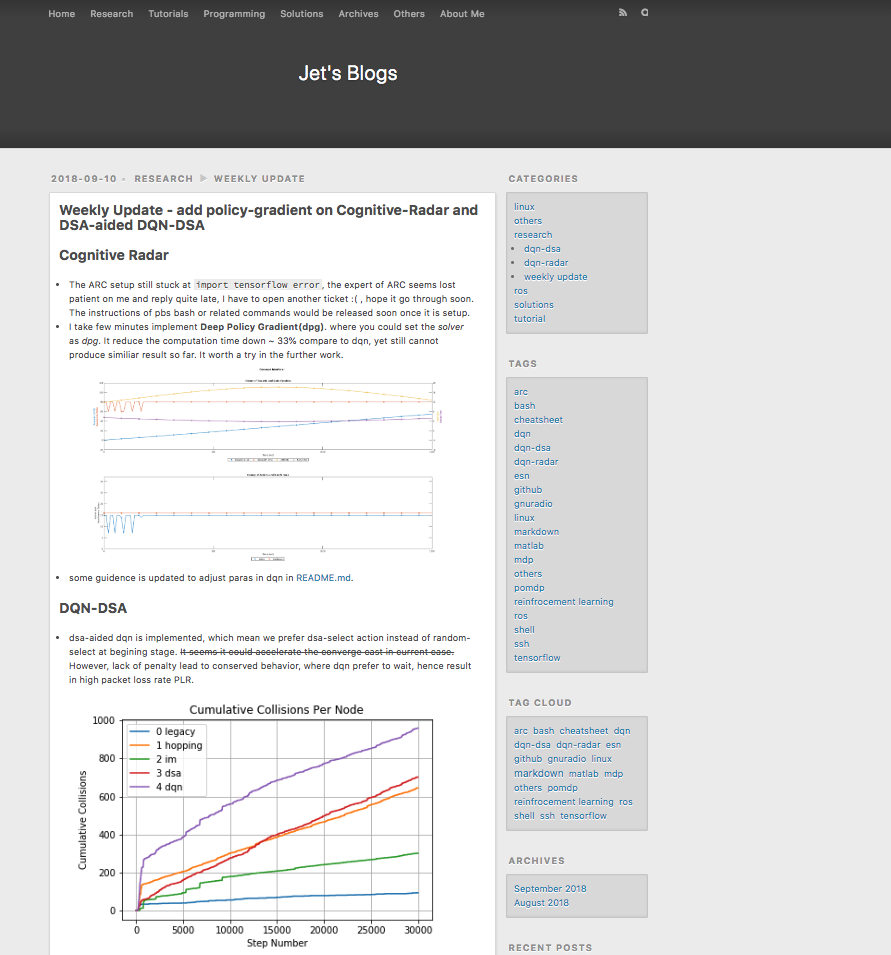 Home Research Tutorials Programming Solutions Archives Others About Me
Jet's Blogs
2018-09-10 - RESEARCH ► WEEKLY UPDATE
Weekly Update - add policy-gradient on Cognitive-Radar and
DSA-aided DQN-DSA
Cognitive Radar
• The ARC setup still stuck at import tensorflow error, the expert of ARC seems lost
patient on me and reply quite late, I have to open another ticket :( , hope it go through soon.
The instructions of pbs bash or related commands would be released soon once it is setup.
• I take few minutes implement Deep Policy Gradient(dpg). where you could set the solver
as dpg. It reduce the computation time down ~ 33% compare to dqn, yet still cannot
produce similiar result so far. It worth a try in the further work.
• some guidence is updated to adjust paras in dqn in README.md.
DQN-DSA
• dsa-aided dqn is implemented, which mean we prefer dsa-select action instead of random-
select at begining stage. It seems it could accelerate the converge cast in current case.
However, lack of penalty lead to conserved behavior, where dqn prefer to wait, hence result
in high packet loss rate PLR.
Cumulative Collisions Per Node
1000
800
600
400
200
0
Cumulative Collisions
0 legacy
1 hopping
2 im
3 dsa
4 dqn
0 5000 10000 15000 20000 25000 30000
Step Number
CATEGORIES
linux
others
research
• dqn-dsa
• dqn-radar
• weekly update
ros
solutions
tutorial
TAGS
arc
bash
cheatsheet
dqn
dqn-dsa
dqn-radar
esn
github
gnuradio
linux
markdown
matlab
mdp
others
pomdp
reinfrocement learning
ros
shell
ssh
tensorflow
TAG CLOUD
arc bash cheatsheet dqn
dqn-dsa dqn-radar esn
github gnuradio linux
markdown matlab mdp
others pomdp
reinfrocement learning ros
shell ssh tensorflow
ARCHIVES
September 2018
August 2018
RECENT POSTS